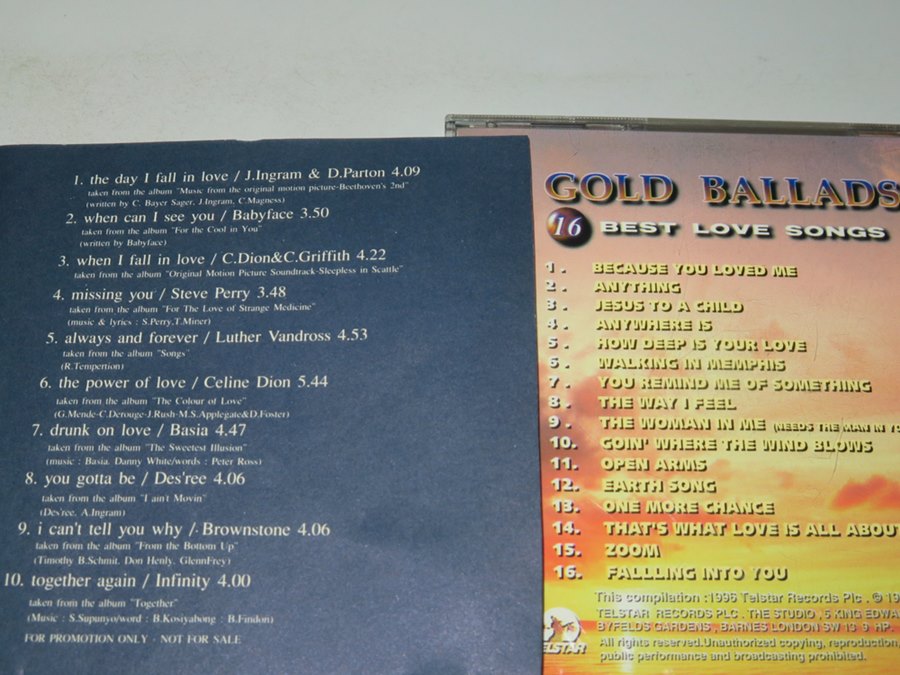 1. the day I fall in love / J.Ingram & D.Parton 4.09
taken from the album "Music from the original motion picture-Beethoven's 2nd"
(written by C. Bayer Sager, J.Ingram, C.Magness)
2. when can I see you / Babyface 3.50
taken from the album "For the Cool in You"
(written by Babyface)
3. when I fall in love / C.Dion&C.Griffith 4.22
taken from the album "Original Motion Picture Soundtrack-Sleepless in Scattle"
4. missing you / Steve Perry 3.48
taken from the album "For The Love of Strange Medicine"
(music & lyrics : S.Perry,T.Miner)
5. always and forever / Luther Vandross 4.53
taken from the album "Songs"
(R.Tempertion)
6. the power of love / Celine Dion 5.44
taken from the album "The Colour of Love"
(G.Mende-C.Derouge-J.Rush-M.S.Applegate&D.Foster)
7. drunk on love / Basia 4.47
taken from the album "The Sweetest Illusion"
(music : Basia, Danny White/words : Peter Ross)
8. you gotta be / Des'ree 4.06
taken from the album "I ain't Movin"
(Des'ree, A.Ingram)
9. i can't tell you why / Brownstone 4.06
taken from the album "From the Bottom Up"
(Timothy B.Schmit, Don Henly, GlennFrey)
10. together again / Infinity 4.00
taken from the album "Together"
(Music : S.Supunyo/word : B.Kosiyabong : B.Findon)
FOR PROMOTION ONLY - NOT FOR SALE
GOLD BALLADS
16 BEST LOVE SONGS
1. BECAUSE YOU LOVED ME
2. ANYTHING
3. JESUS TO A CHILD
4. ANYWHERE IS
5. HOW DEEP IS YOUR LOVE
6. WALKING IN MEMPHIS
7. YOU REMIND ME OF SOMETHING
8. THE WAY I FEEL
9. THE WOMAN IN ME (NEEDS THE MAN IN YO
10. GOIN' WHERE THE WIND BLOWS
11. OPEN ARMS
12. EARTH SONG
13. ONE MORE CHANCE
14. THAT'S WHAT LOVE IS ALL ABOUT
15. ZOOM
16. FALLLING INTO YOU
This compilation :1996 Telstar Records Plc . ℗ 19
TELSTAR RECORDS PLC . THE STUDIO , 5 KING EDWA
BYFELDS GARDENS , BARNES LONDON SW 13 9 HP.
All rights reserved.Unauthorized copying, reproduction,
public performance and broadcasting prohibited.
TELSTAR